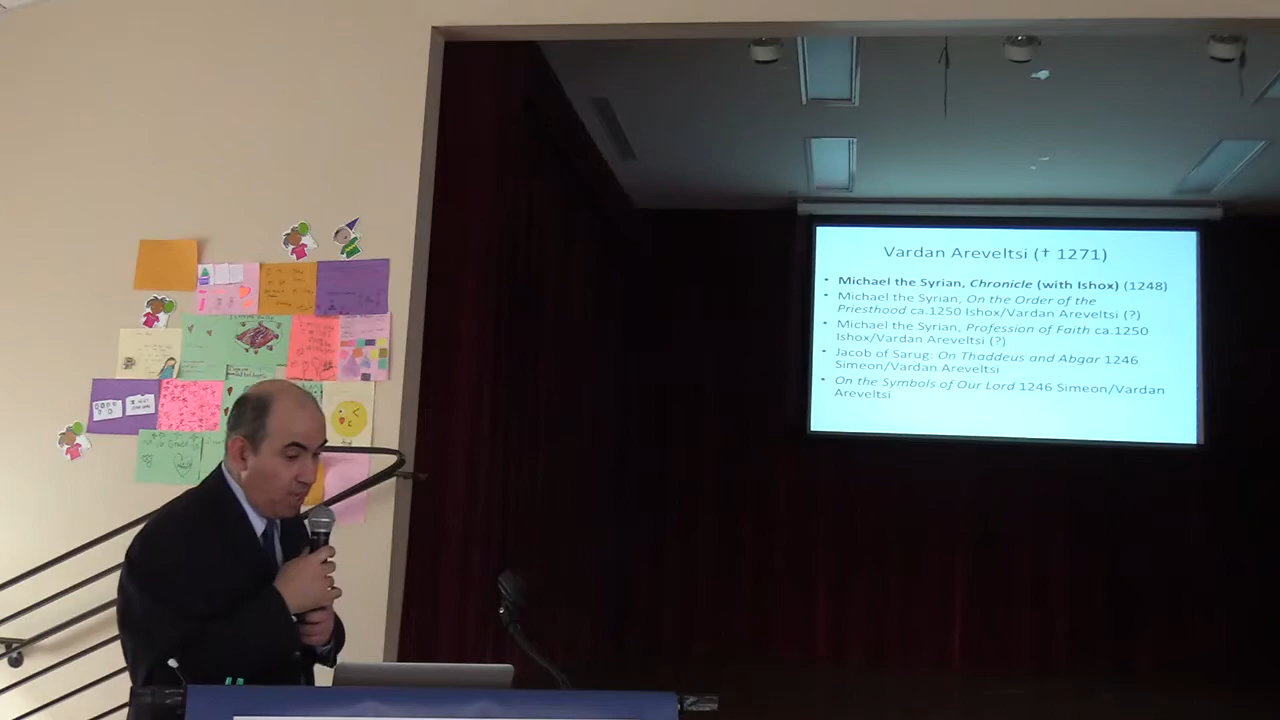 Vardan Areveltsi († 1271)
• Michael the Syrian, Chronicle (with Ishox) (1248)
• Michael the Syrian, On the Order of the
Priesthood ca.1250 Ishox/Vardan Areveltsi (?)
• Michael the Syrian, Profession of Faith ca.1250
Ishox/Vardan Areveltsi (?)
• Jacob of Sarug: On Thaddeus and Abgar 1246
Simeon/Vardan Areveltsi
• On the Symbols of Our Lord 1246 Simeon/Vardan
Areveltsi